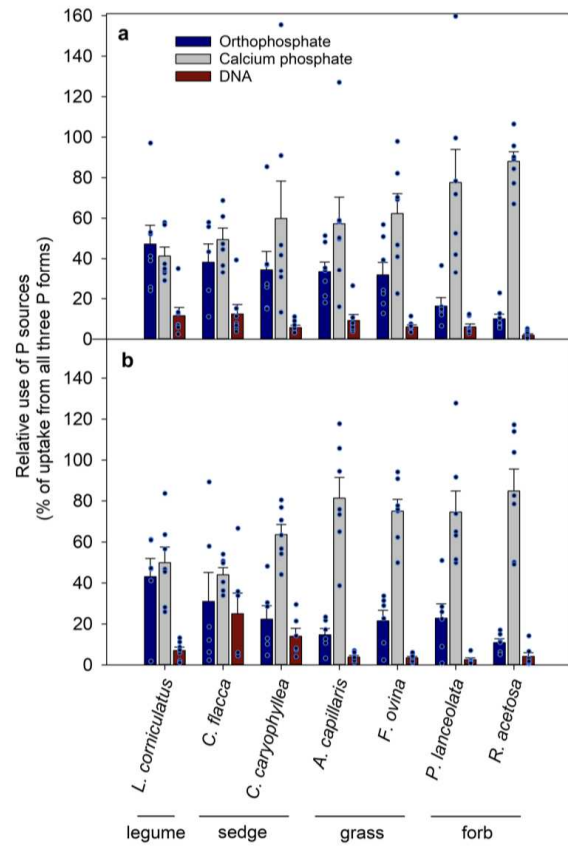 Relative use of P sources
(% of uptake from all three P forms)
a
Orthophosphate
Calcium phosphate
DNA
160
140
120
100
80
60
40
20
0
b
140
120
100
80
60
40
20
0
L. corniculatus
C. flacca
C. caryophyllea
A. capillaris
F. ovina
P. lanceolata
R. acetosa
legume
sedge
grass
forb